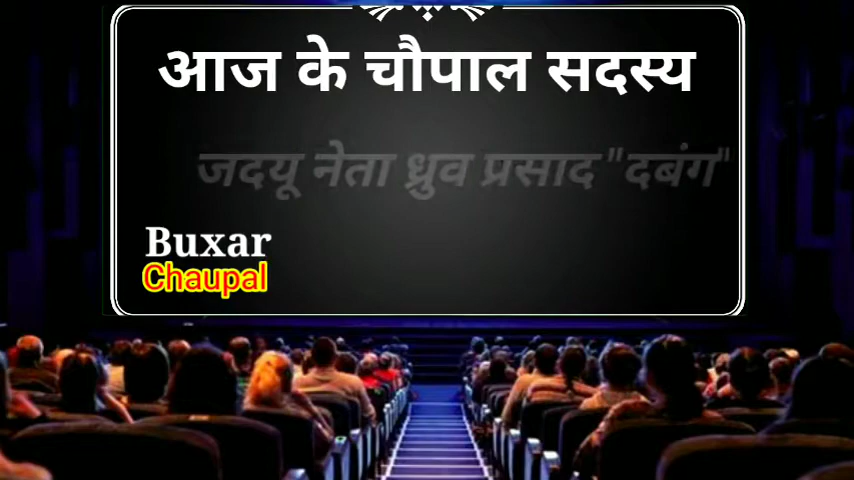 आज के चौपाल सदस्य
जदयू नेता ध्रुव प्रसाद "दबंग"
Buxar
Chaupal